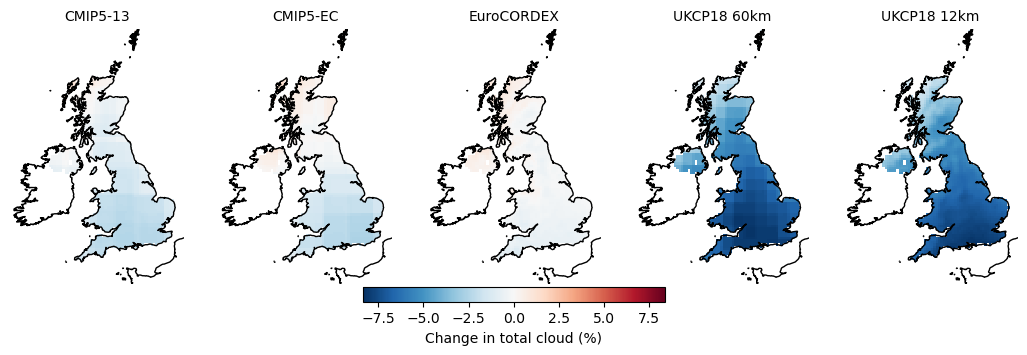 CMIP5-13 CMIP5-EC EuroCORDEX UKCP18 60km UKCP18 12km
−7.5 −5.0 −2.5 0.0 2.5 5.0 7.5
Change in total cloud (%)